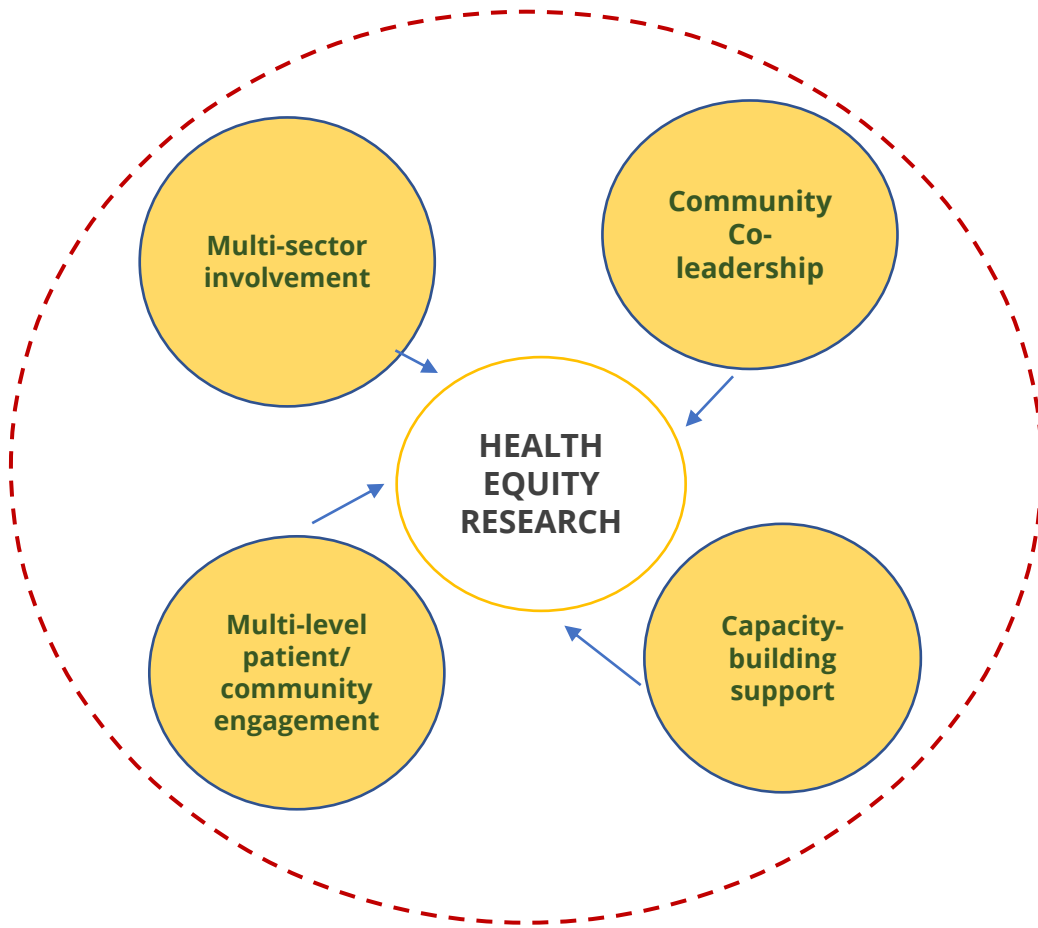 Multi-sector
involvement
Community
Co-
leadership
HEALTH
EQUITY
RESEARCH
Multi-level
patient/
community
engagement
Capacity-
building
support